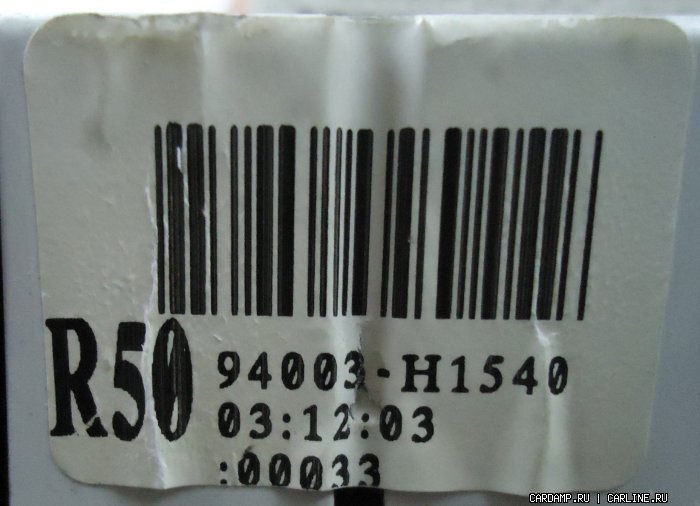 R50 94003-H1540
03:12:03
:00033
CARDAMP.RU | CARLINE.RU